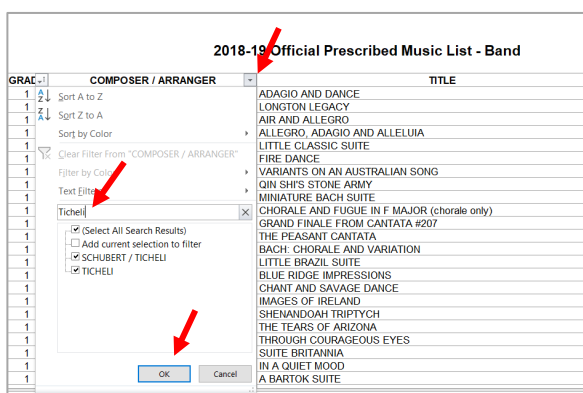 2018-19 Official Prescribed Music List - Band
GRAD COMPOSER / ARRANGER TITLE
1 ADAGIO AND DANCE
1 Sort A to Z LONGTON LEGACY
1 AIR AND ALLEGRO
1 Sort Z to A ALLEGRO, ADAGIO AND ALLELUIA
1 Sort by Color LITTLE CLASSIC SUITE
1 Clear Filter From "COMPOSER / ARRANGER" FIRE DANCE
1 Filter by Color VARIANTS ON AN AUSTRALIAN SONG
1 QIN SHI'S STONE ARMY
1 Text Filters MINIATURE BACH SUITE
1 Ticheli CHORALE AND FUGUE IN F MAJOR (chorale only)
1 (Select All Search Results) GRAND FINALE FROM CANTATA #207
1 Add current selection to filter THE PEASANT CANTATA
1 SCHUBERT / TICHELI BACH: CHORALE AND VARIATION
1 TICHELI LITTLE BRAZIL SUITE
1 BLUE RIDGE IMPRESSIONS
1 CHANT AND SAVAGE DANCE
1 IMAGES OF IRELAND
1 SHENANDOAH TRIPTYCH
1 THE TEARS OF ARIZONA
1 THROUGH COURAGEOUS EYES
1 SUITE BRITANNIA
1 OK Cancel IN A QUIET MOOD
1 A BARTOK SUITE